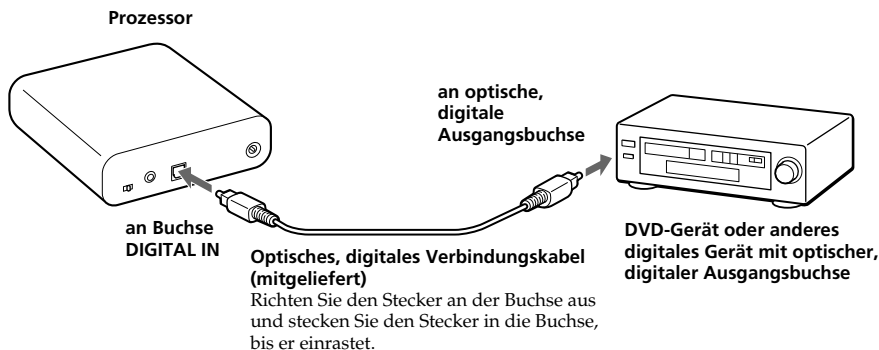 Prozessor
an optische,
digitale
Ausgangsbuchse
an Buchse
DIGITAL IN
Optisches, digitales Verbindungskabel
(mitgeliefert)
Richten Sie den Stecker an der Buchse aus
und stecken Sie den Stecker in die Buchse,
bis er einrastet.
DVD-Gerät oder anderes
digitales Gerät mit optischer,
digitaler Ausgangsbuchse